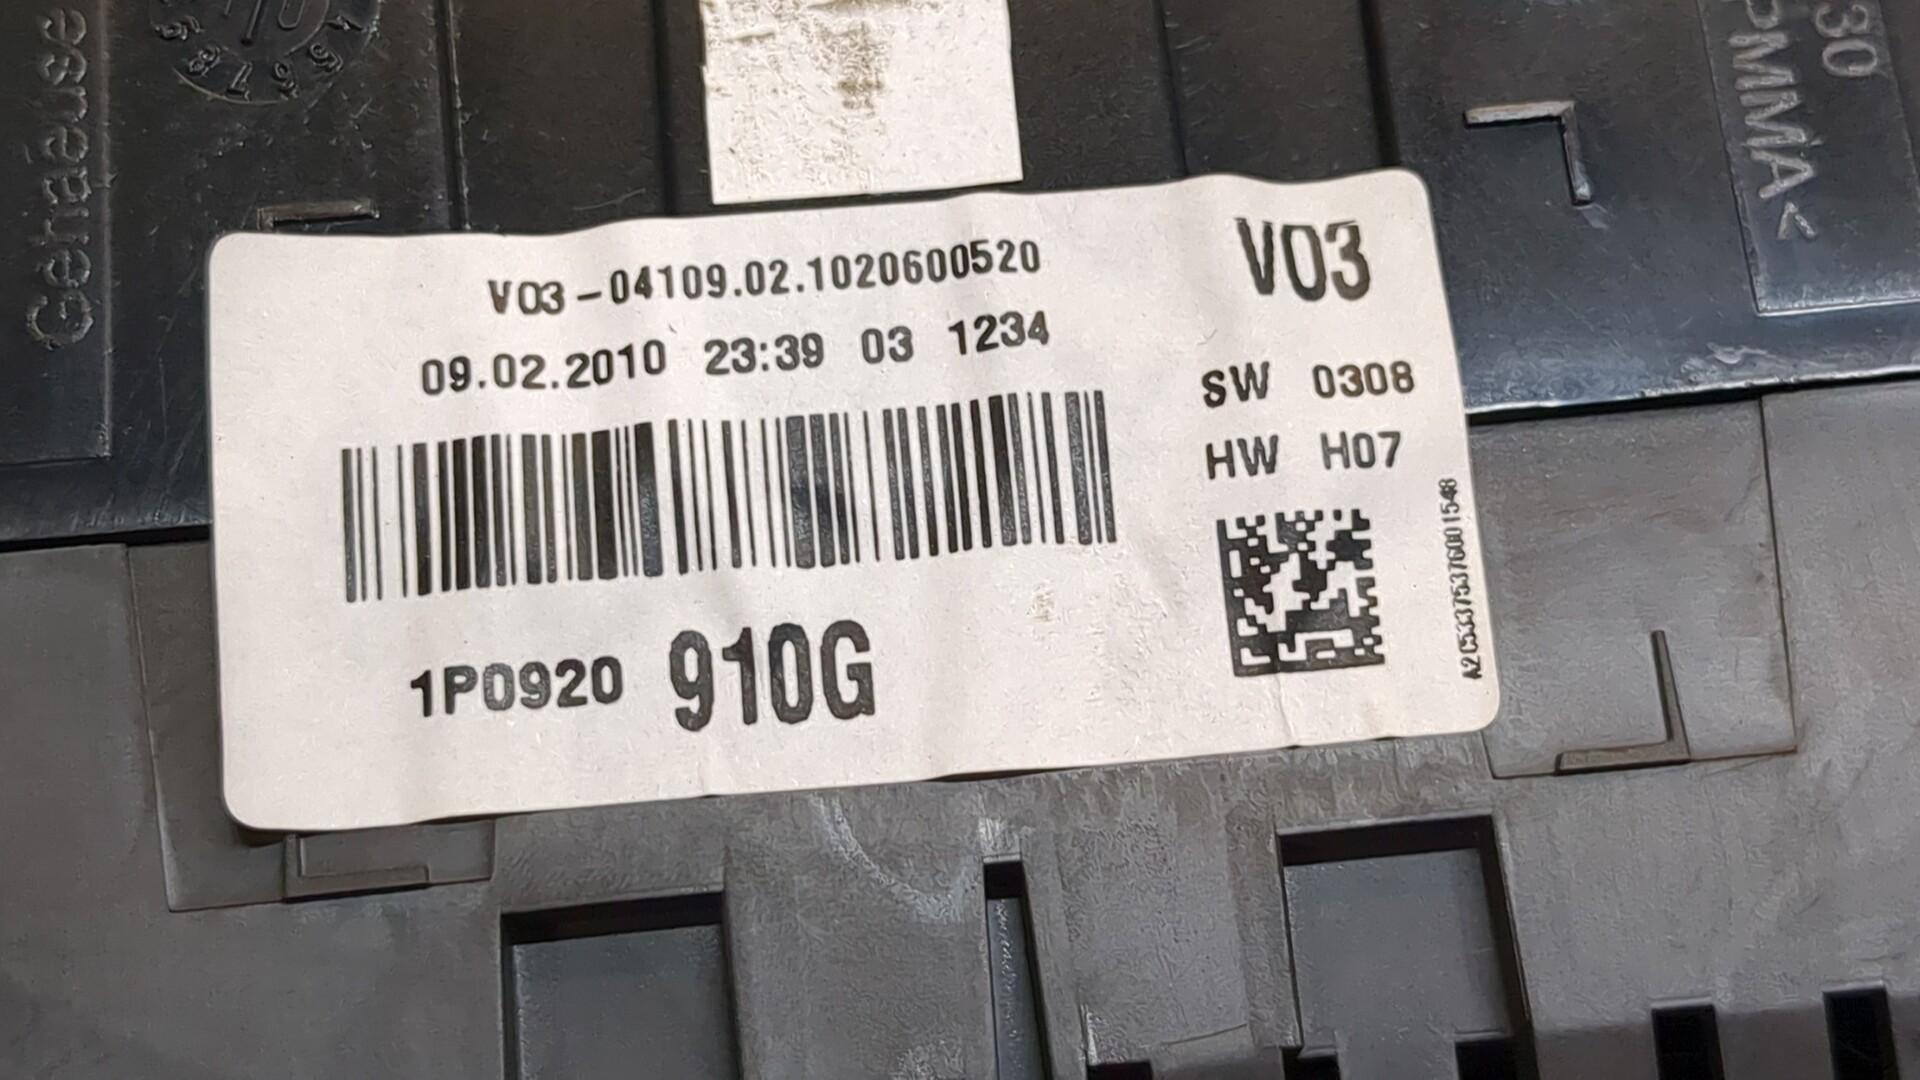 Gehaeuse
30
PMMA<
V03-04109.02.1020600520
V03
09.02.2010 23:39 03 1234
SW 0308
HW H07
A2C53375376001548
1P0920 910G